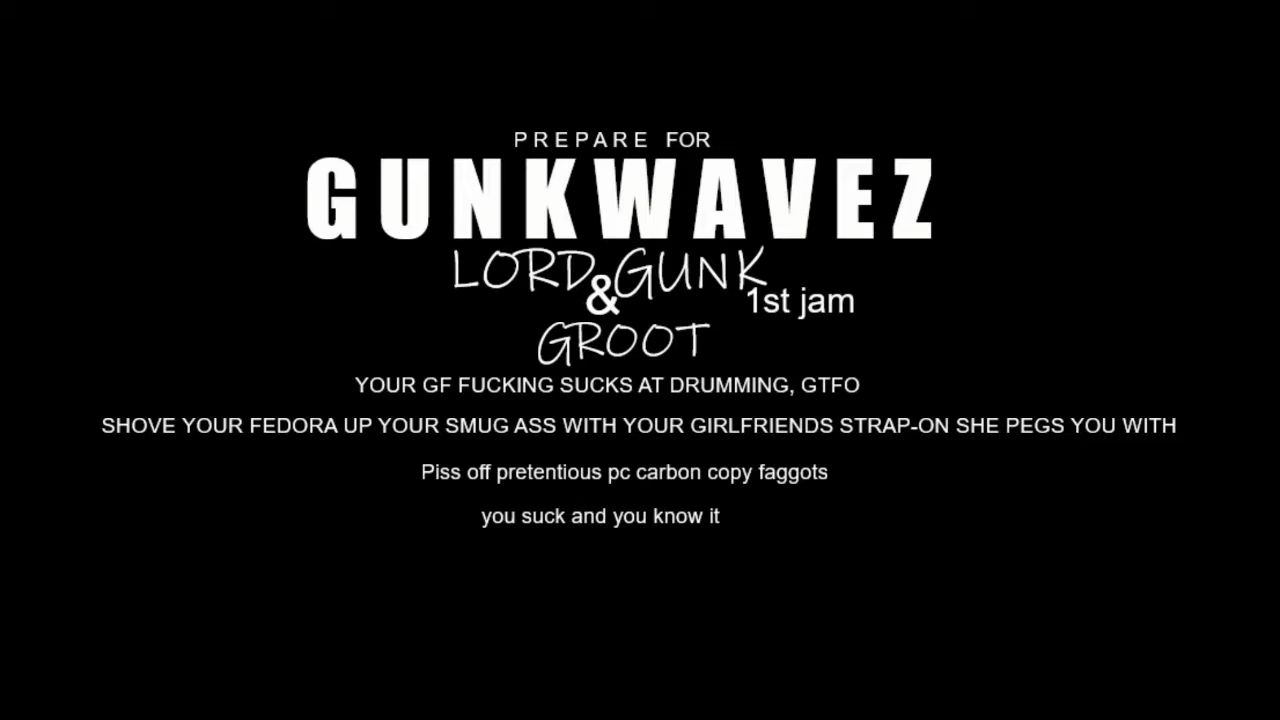 PREPARE FOR
GUNKWAVEZ
LORD GUNK
& 1st jam
GROOT
YOUR GF FUCKING SUCKS AT DRUMMING, GTFO
SHOVE YOUR FEDORA UP YOUR SMUG ASS WITH YOUR GIRLFRIENDS STRAP-ON SHE PEGS YOU WITH
Piss off pretentious pc carbon copy faggots
you suck and you know it